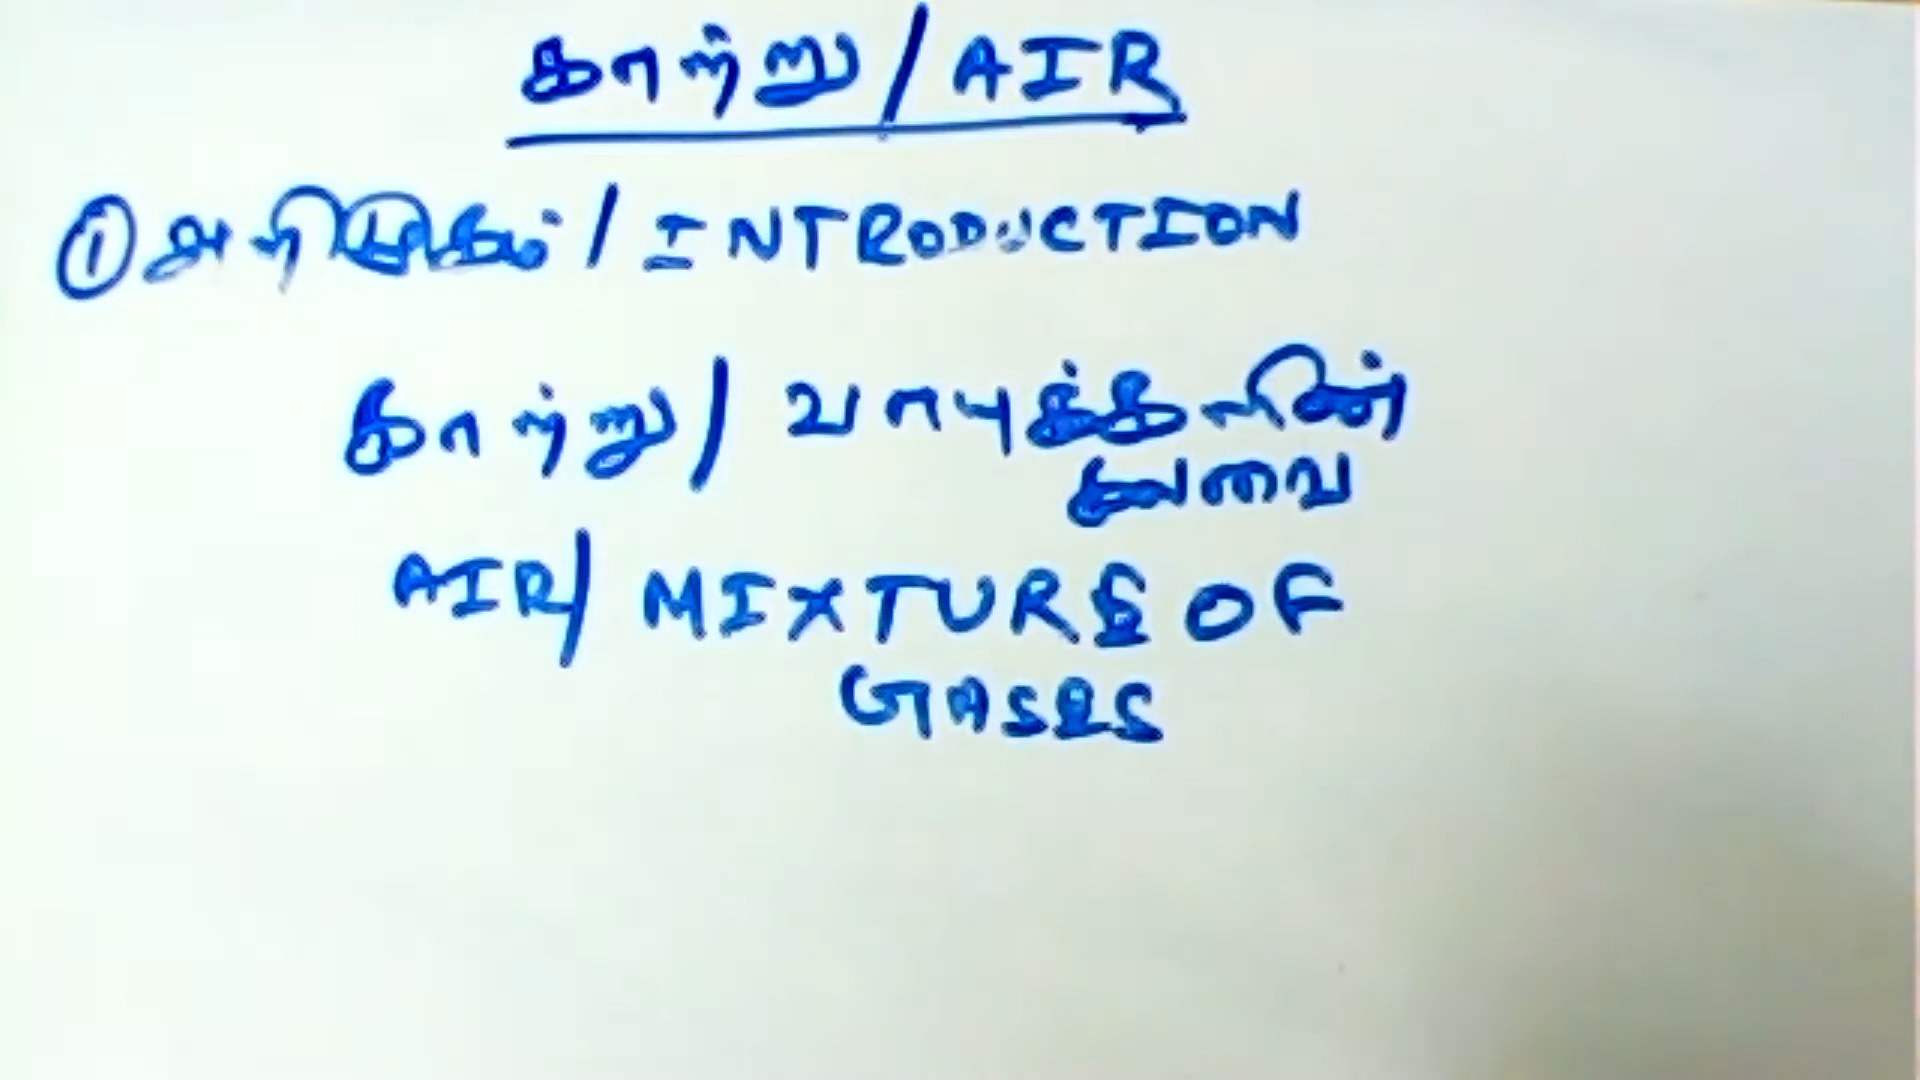 காற்று / AIR
① அறிமுகம் / INTRODUCTION
காற்று / வாயுக்களின்
கலவை
AIR / MIXTURE OF
GASES